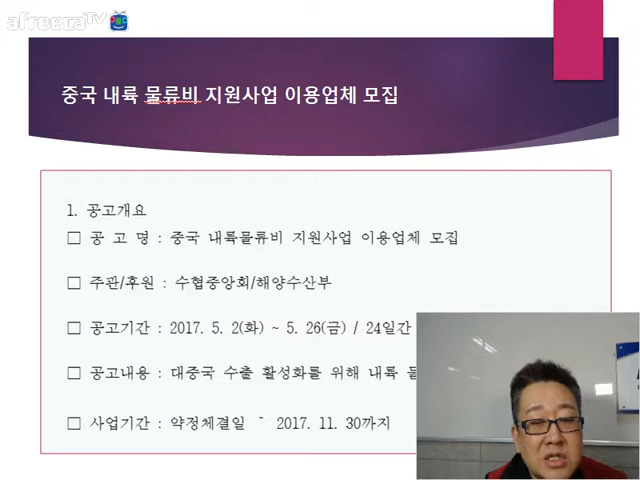 afreecaTV
중국 내륙 물류비 지원사업 이용업체 모집
1. 공고개요
□ 공 고 명 : 중국 내륙물류비 지원사업 이용업체 모집
□ 주관/후원 : 수협중앙회/해양수산부
□ 공고기간 : 2017. 5. 2(화) ~ 5. 26(금) / 24일간
□ 공고내용 : 대중국 수출 활성화를 위해 내륙
□ 사업기간 : 약정체결일 ~ 2017. 11. 30까지